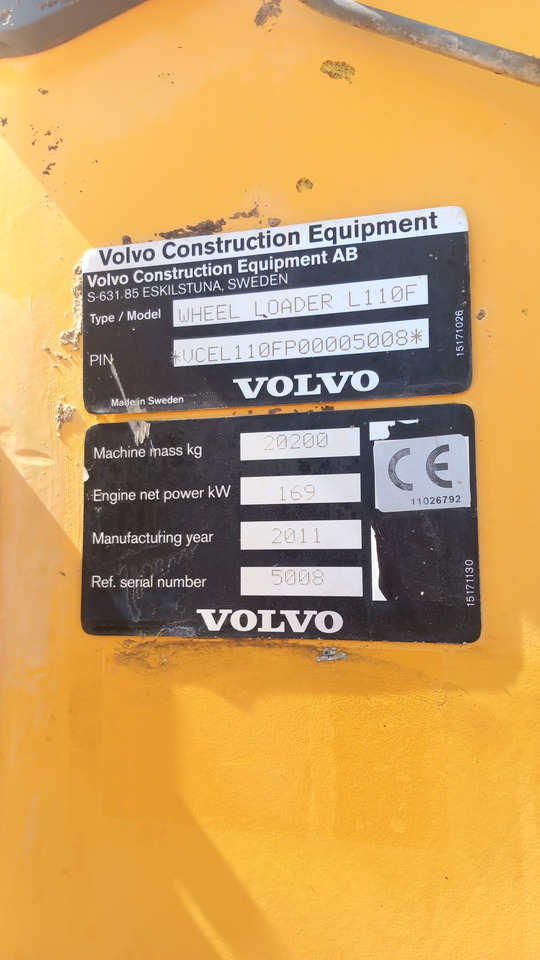 Volvo Construction Equipment
Volvo Construction Equipment AB
S-631 85 ESKILSTUNA, SWEDEN
Type / Model WHEEL LOADER L110F
PIN *VCEL110FP00005008*
VOLVO
Made in Sweden
15171026
Machine mass kg 20200
Engine net power kW 169
Manufacturing year 2011
Ref. serial number 5008
CE
11026792
VOLVO
15171130